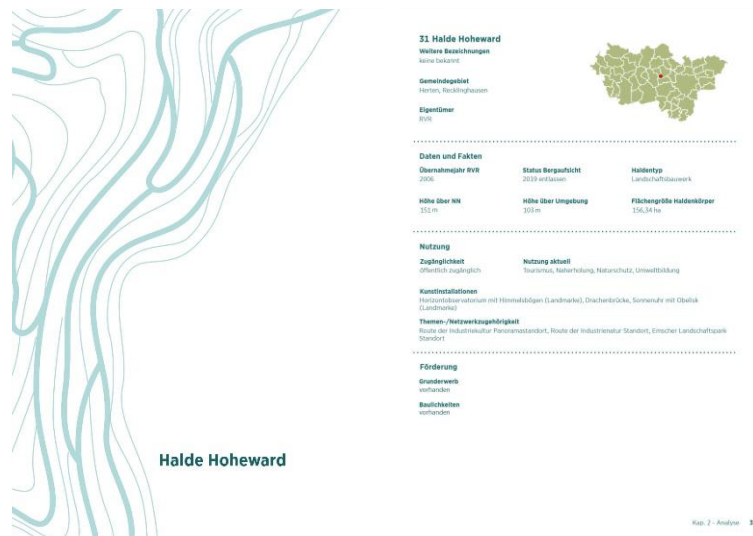 Halde Hoheward
31 Halde Hoheward
Weitere Bezeichnungen
keine bekannt
Gemeindegebiet
Herten, Recklinghausen
Eigentümer
RVR
Daten und Fakten
Übernahmejahr RVR Status Bergaufsicht Haldentyp
2006 2019 entlassen Landschaftsbauwerk
Höhe über NN Höhe über Umgebung Flächengröße Haldenkörper
151 m 103 m 156,34 ha
Nutzung
Zugänglichkeit Nutzung aktuell
öffentlich zugänglich Tourismus, Naherholung, Naturschutz, Umweltbildung
Kunstinstallationen
Horizontobservatorium mit Himmelsbögen (Landmarke), Drachenbrücke, Sonnenuhr mit Obelisk
(Landmarke)
Themen-/Netzwerkzugehörigkeit
Route der Industriekultur Panoramastandort, Route der Industrienatur Standort, Emscher Landschaftspark
Standort
Förderung
Grunderwerb
vorhanden
Baulichkeiten
vorhanden
Kap. 2 - Analyse 3